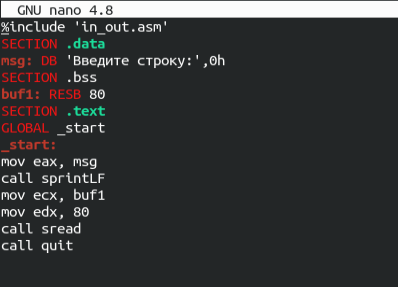 GNU nano 4.8
%include 'in_out.asm'
SECTION .data
msg: DB 'Введите строку:',0h
SECTION .bss
buf1: RESB 80
SECTION .text
GLOBAL _start
_start:
mov eax, msg
call sprintLF
mov ecx, buf1
mov edx, 80
call sread
call quit